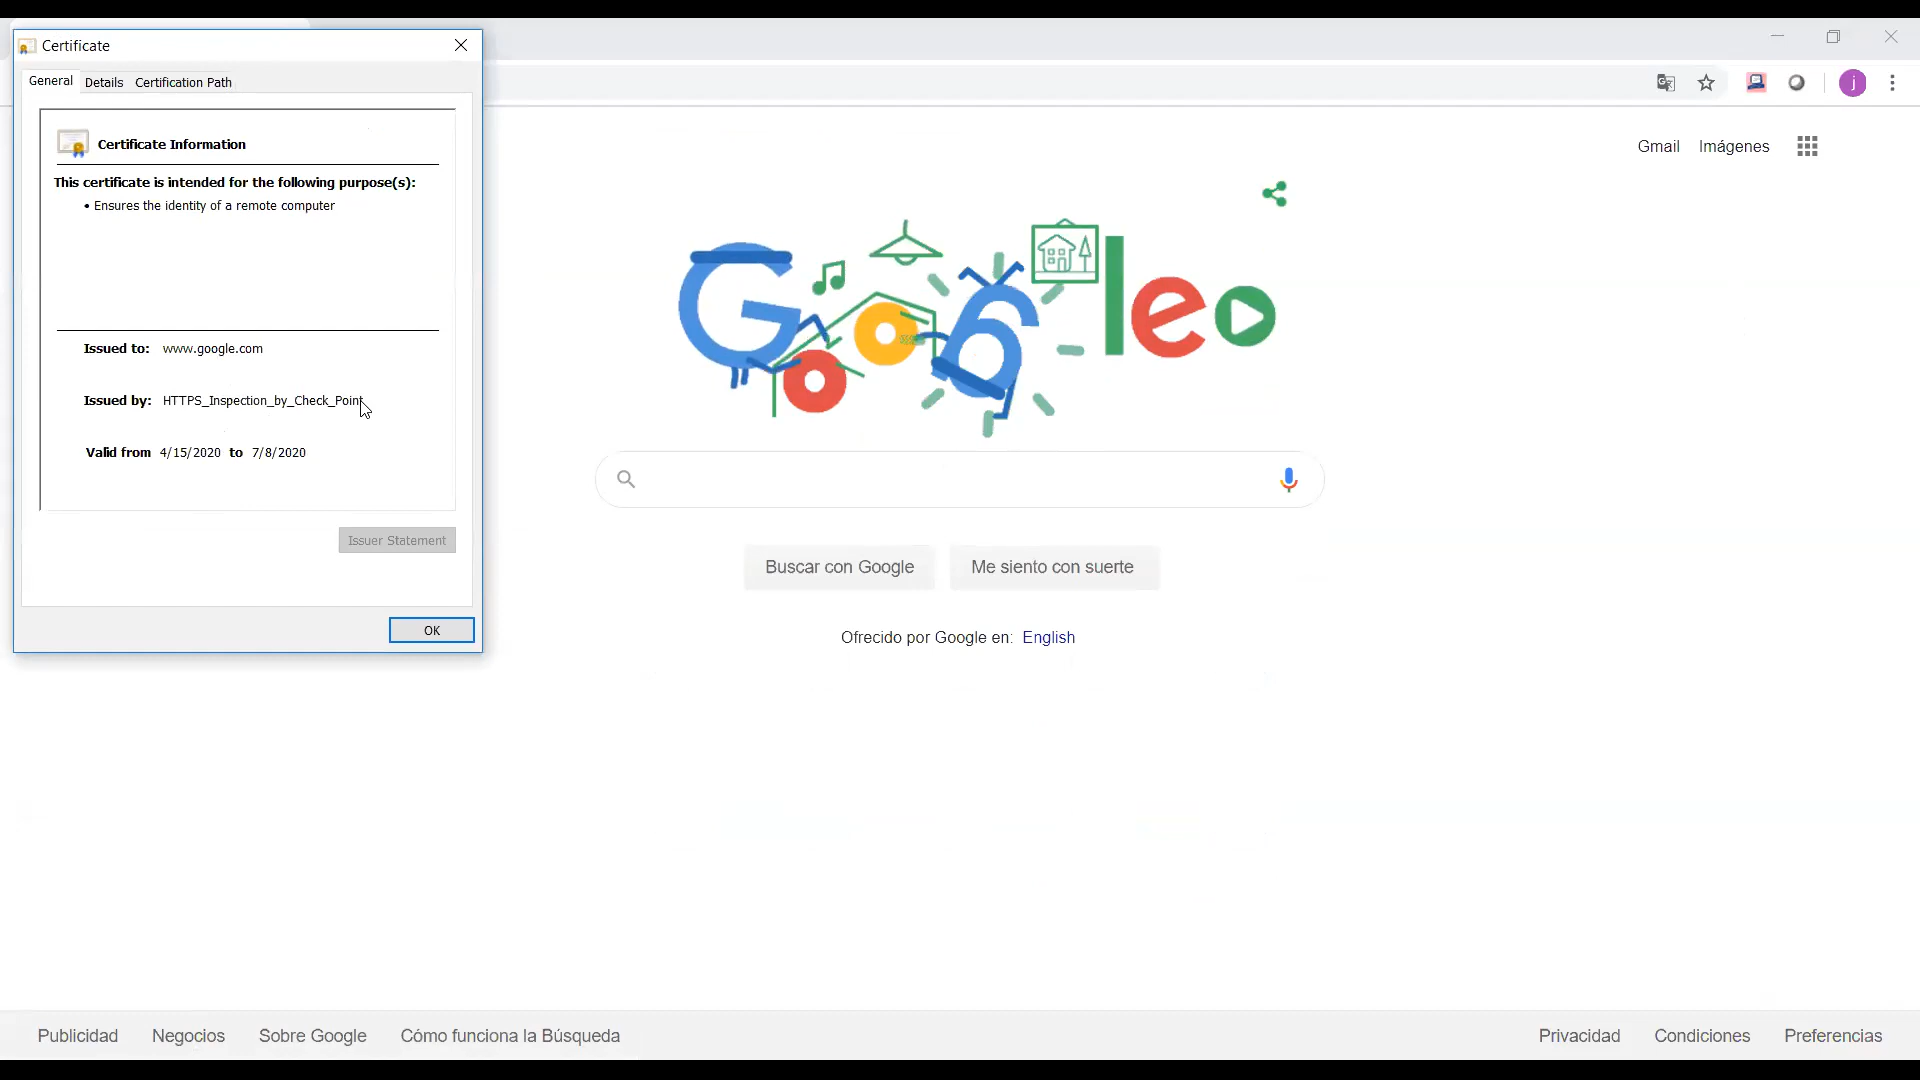 Certificate
General Details Certification Path
Certificate Information
This certificate is intended for the following purpose(s):
• Ensures the identity of a remote computer
Issued to: www.google.com
Issued by: HTTPS_Inspection_by_Check_Point
Valid from 4/15/2020 to 7/8/2020
Issuer Statement
OK
j
Gmail Imágenes
Google
Buscar con Google Me siento con suerte
Ofrecido por Google en: English
Publicidad Negocios Sobre Google Cómo funciona la Búsqueda Privacidad Condiciones Preferencias